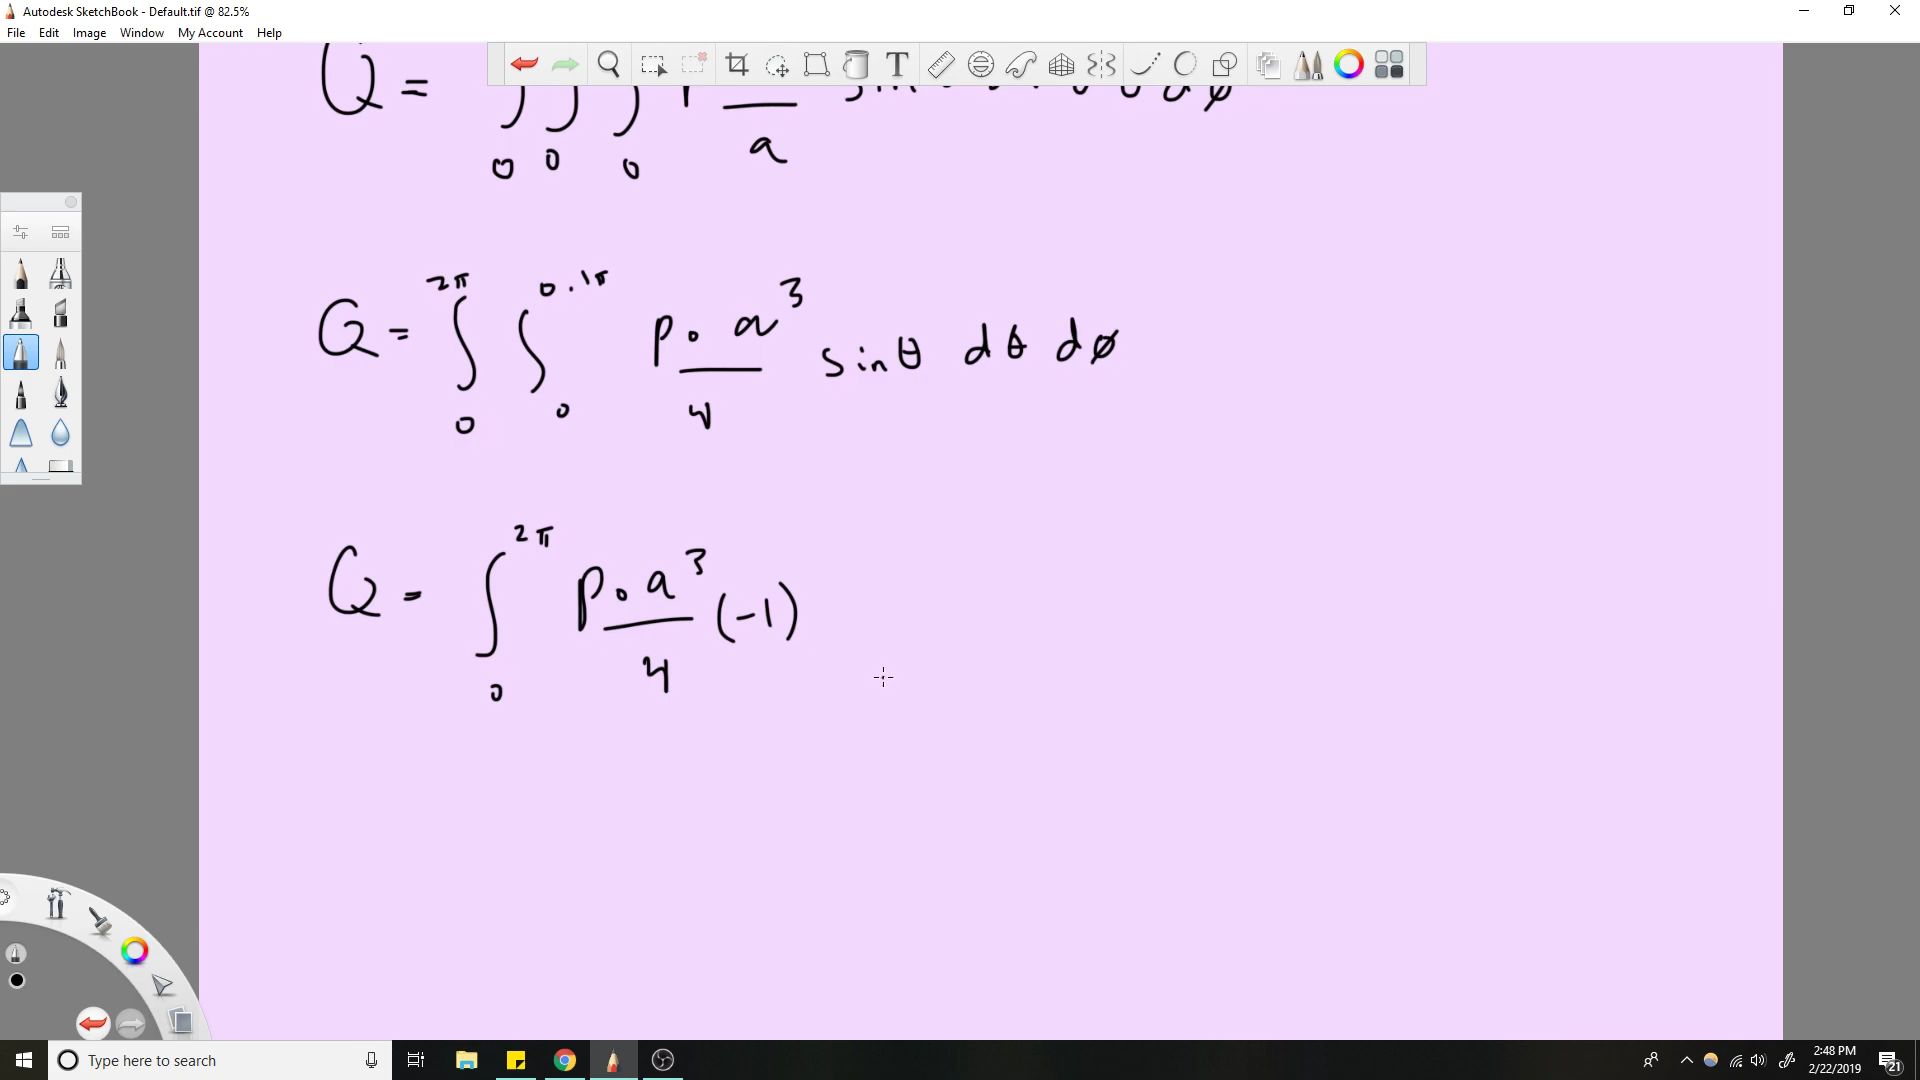 Autodesk SketchBook - Default.tif @ 82.5%
File Edit Image Window My Account Help
T
Q =
0 0 0 a
Q = ∫₀^2π ∫₀^0.1π ρ₀ a³/4 sinθ dθ dφ
Q = ∫₀^2π ρ₀ a³/4 (-1)
Type here to search
2:48 PM
2/22/2019
21